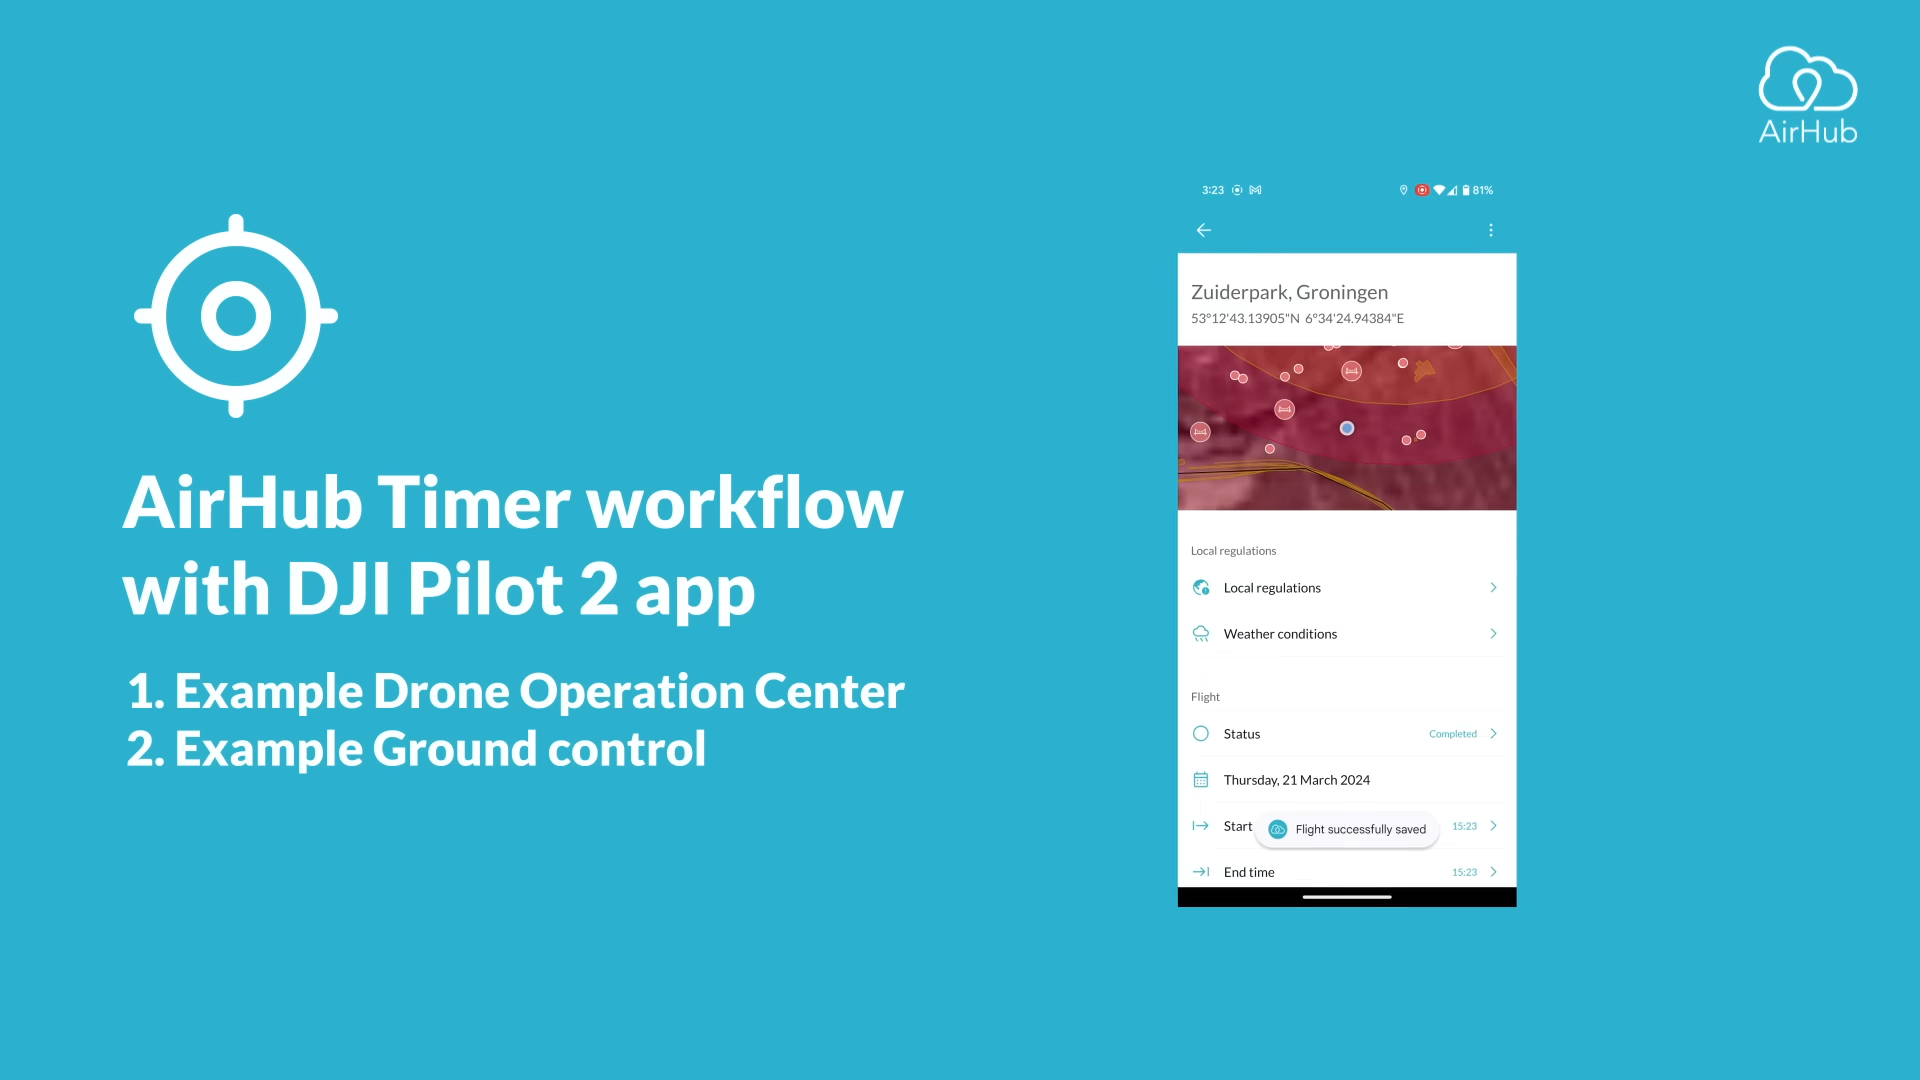 AirHub
AirHub Timer workflow
with DJI Pilot 2 app
1. Example Drone Operation Center
2. Example Ground control
3:23
81%
Zuiderpark, Groningen
53°12'43.13905"N 6°34'24.94384"E
Local regulations
Local regulations
Weather conditions
Flight
Status Completed
Thursday, 21 March 2024
Start 15:23
Flight successfully saved
End time 15:23